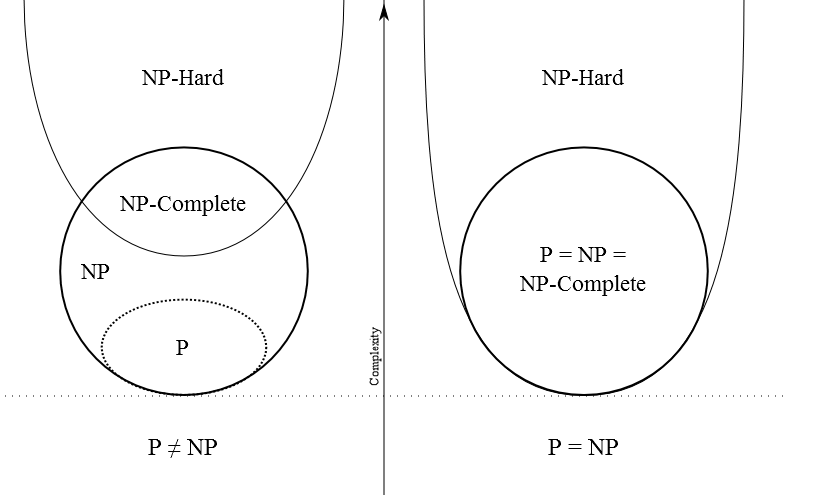 NP-Hard
NP-Complete
NP
P
P ≠ NP
Complexity
NP-Hard
P = NP =
NP-Complete
P = NP